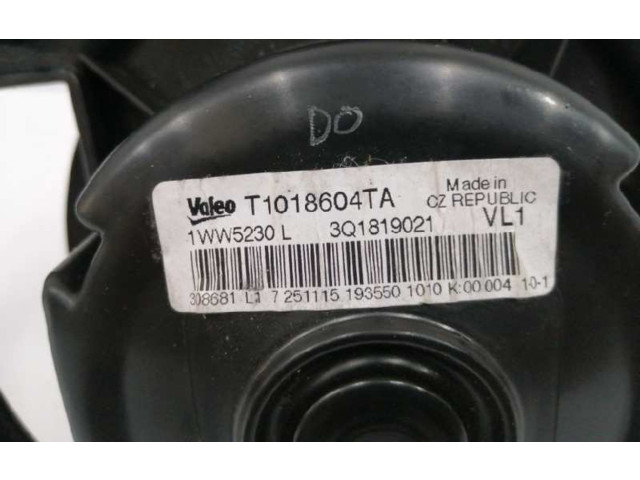 DO
Valeo T1018604TA Made in
CZ REPUBLIC
1WW5230 L 3Q1819021 VL1
308681 L1 7 251115 193550 1010 K:00 004 10-1